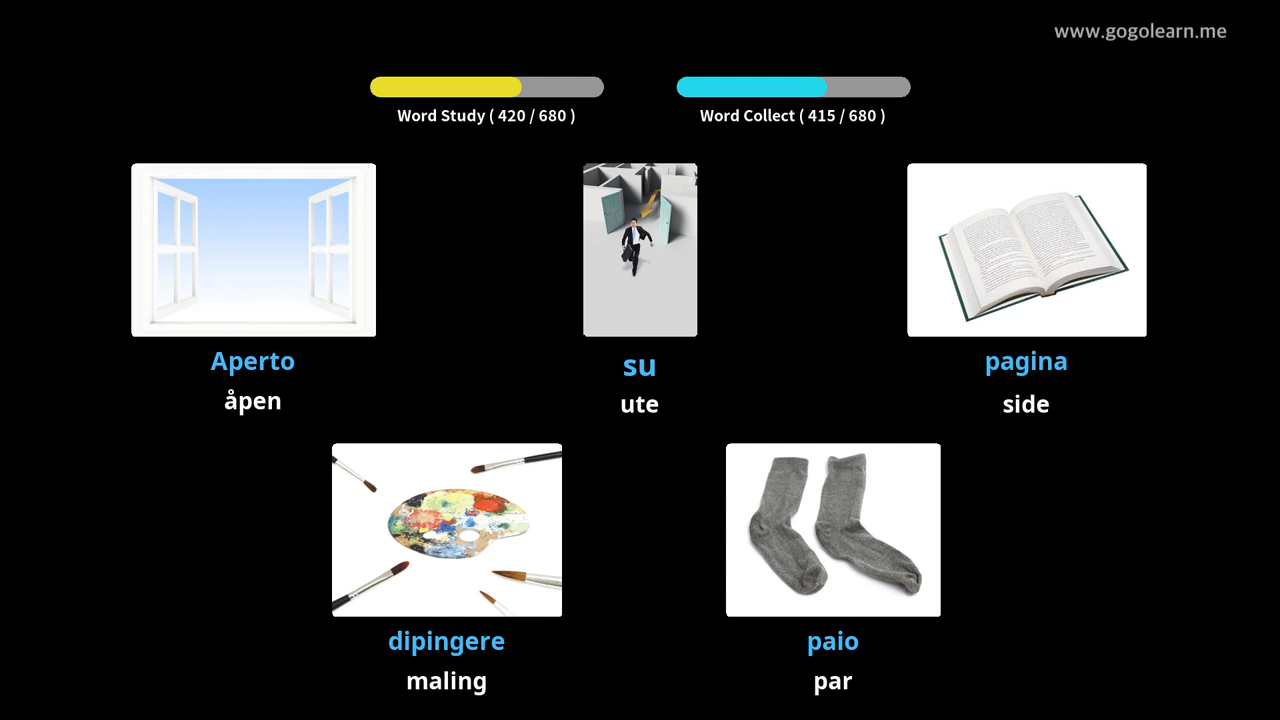 www.gogolearn.me
Word Study ( 420 / 680 )
Word Collect ( 415 / 680 )
Aperto
åpen
su
ute
pagina
side
dipingere
maling
paio
par